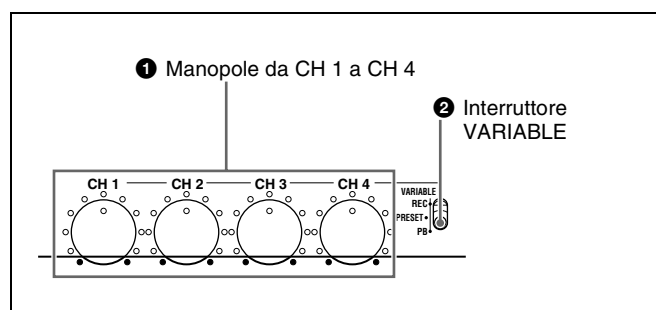 ❶ Manopole da CH 1 a CH 4
❷ Interruttore
VARIABLE
CH 1 CH 2 CH 3 CH 4
VARIABLE
REC
PRESET
PB